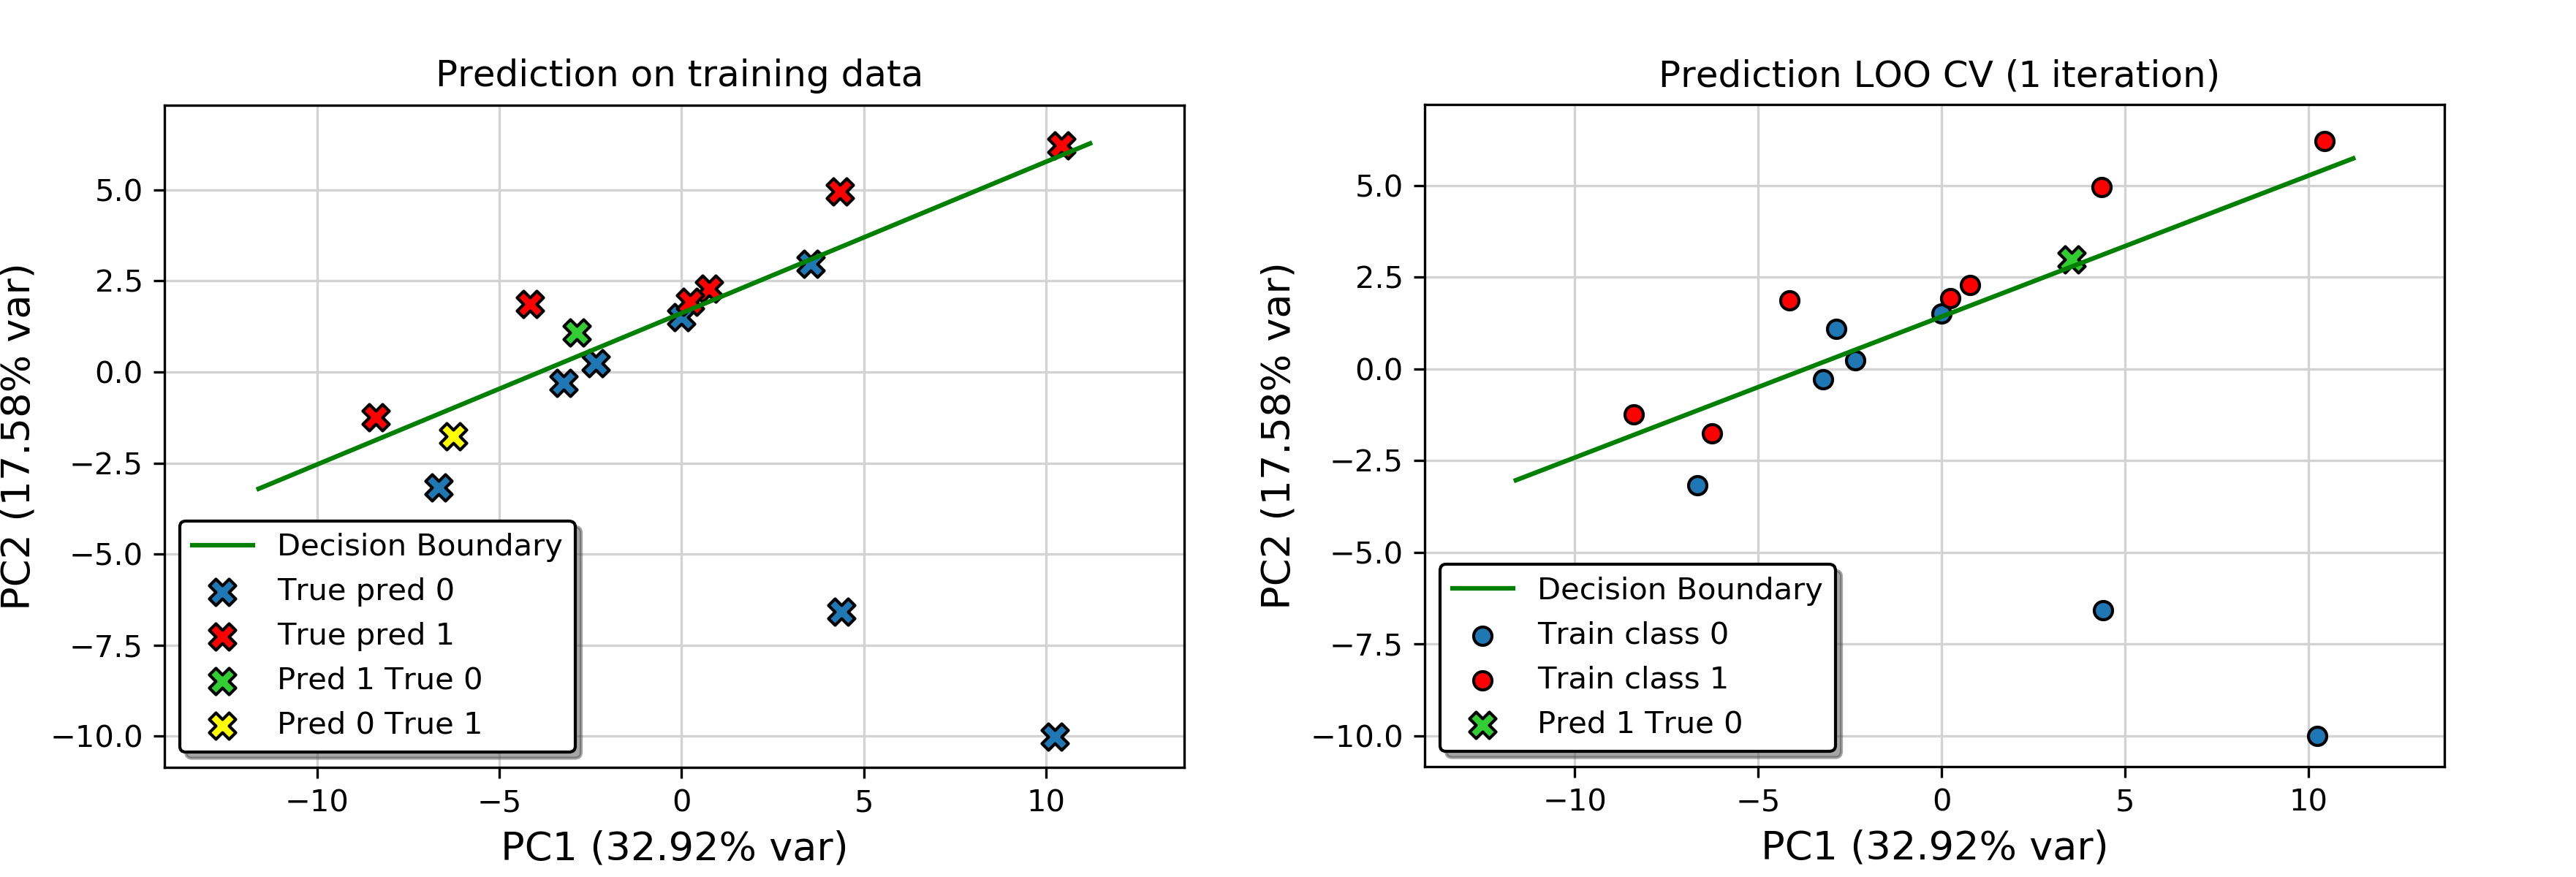 Prediction on training data
PC2 (17.58% var)
5.0
2.5
0.0
−2.5
−5.0
−7.5
−10.0
Decision Boundary
True pred 0
True pred 1
Pred 1 True 0
Pred 0 True 1
−10
−5
0
5
10
PC1 (32.92% var)
Prediction LOO CV (1 iteration)
PC2 (17.58% var)
5.0
2.5
0.0
−2.5
−5.0
−7.5
−10.0
Decision Boundary
Train class 0
Train class 1
Pred 1 True 0
−10
−5
0
5
10
PC1 (32.92% var)